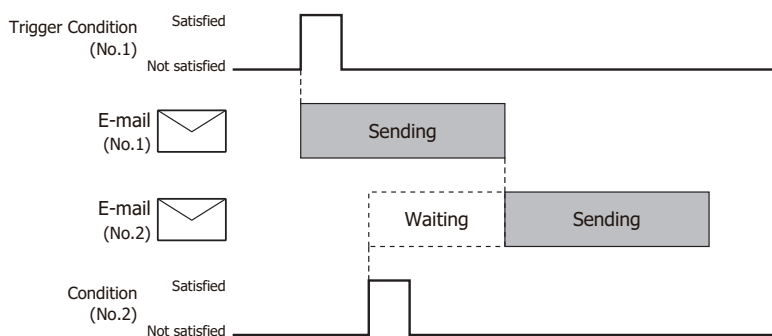 Trigger Condition
(No.1)
Satisfied
Not satisfied
E-mail
(No.1)
Sending
E-mail
(No.2)
Waiting
Sending
Condition
(No.2)
Satisfied
Not satisfied